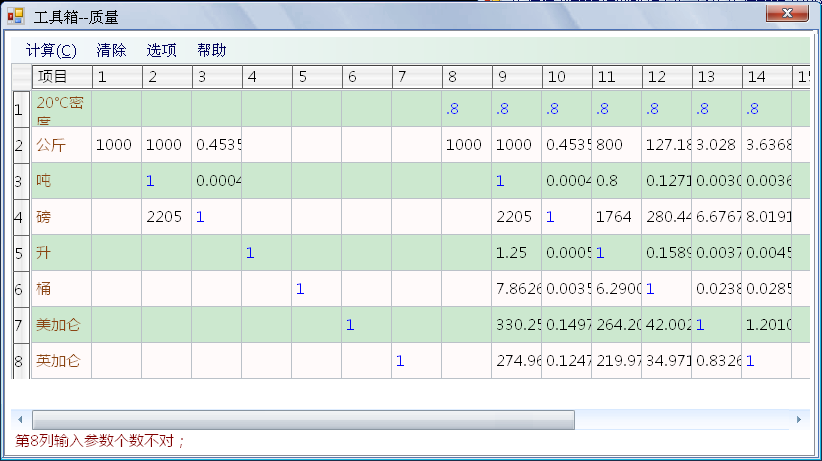 工具箱--质量
计算(C) 清除 选项 帮助
项目 1 2 3 4 5 6 7 8 9 10 11 12 13 14 15
1 20℃密度 .8 .8 .8 .8 .8 .8 .8
2 公斤 1000 1000 0.4535 1000 1000 0.4535 800 127.18 3.028 3.6368
3 吨 1 0.0004 1 0.0004 0.8 0.1271 0.0030 0.0036
4 磅 2205 1 2205 1 1764 280.44 6.6767 8.0191
5 升 1 1.25 0.0005 1 0.1589 0.0037 0.0045
6 桶 1 7.8626 0.0035 6.2900 1 0.0238 0.0285
7 美加仑 1 330.25 0.1497 264.20 42.002 1 1.2010
8 英加仑 1 274.96 0.1247 219.97 34.971 0.8326 1
第8列输入参数个数不对；